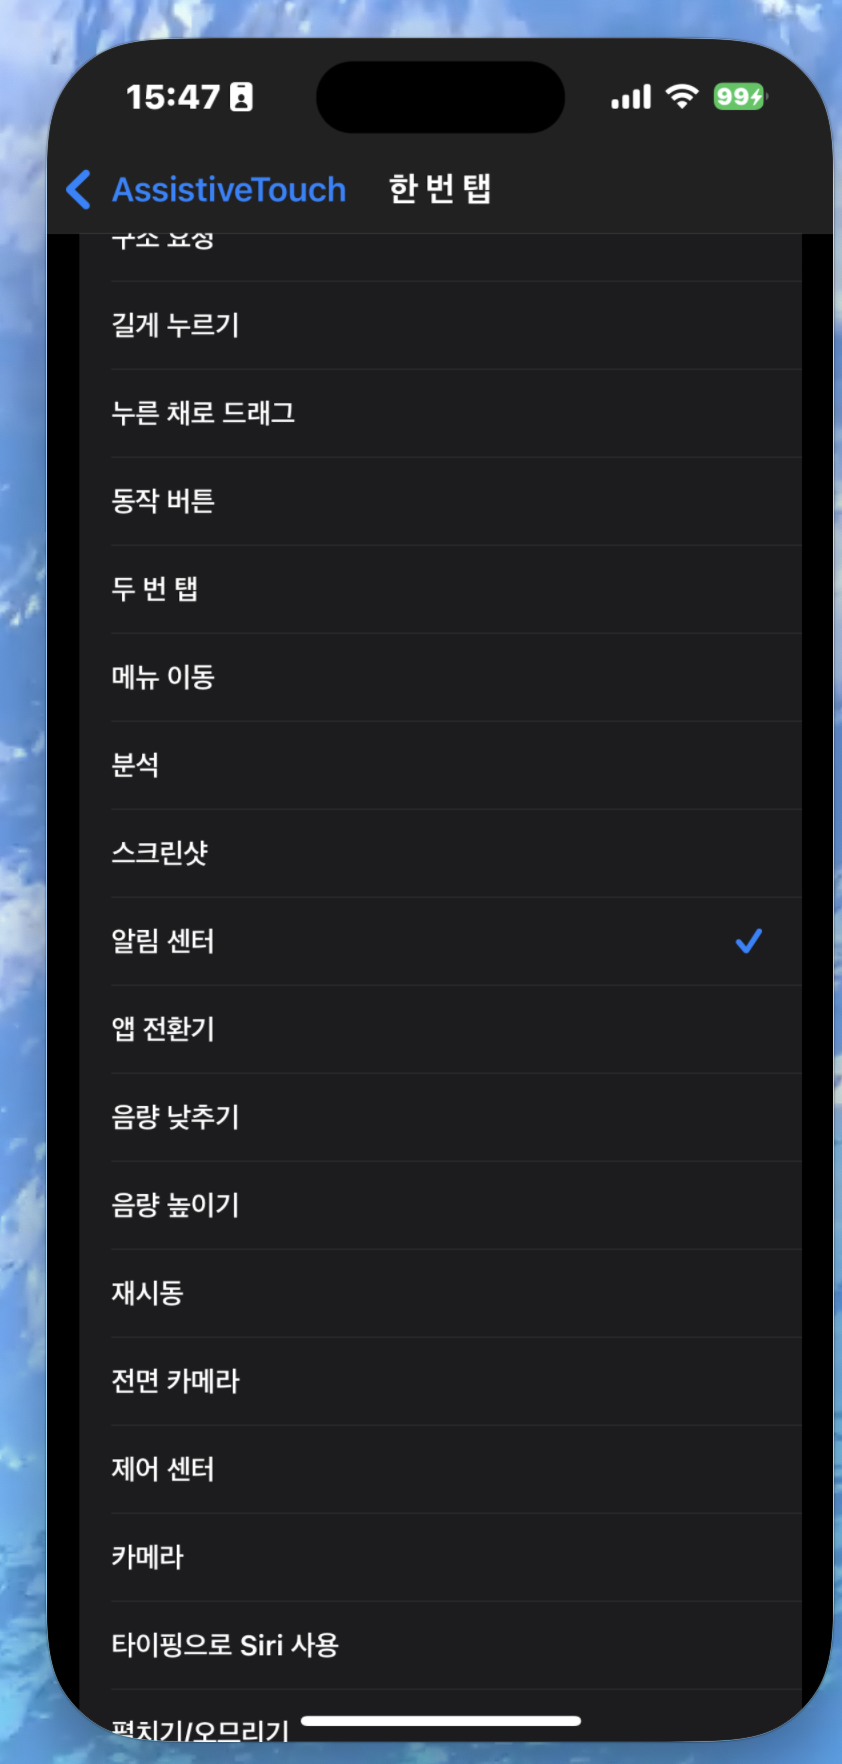 15:47
99
AssistiveTouch 한 번 탭
구조 요청
길게 누르기
누른 채로 드래그
동작 버튼
두 번 탭
메뉴 이동
분석
스크린샷
알림 센터
앱 전환기
음량 낮추기
음량 높이기
재시동
전면 카메라
제어 센터
카메라
타이핑으로 Siri 사용
펼치기/오므리기